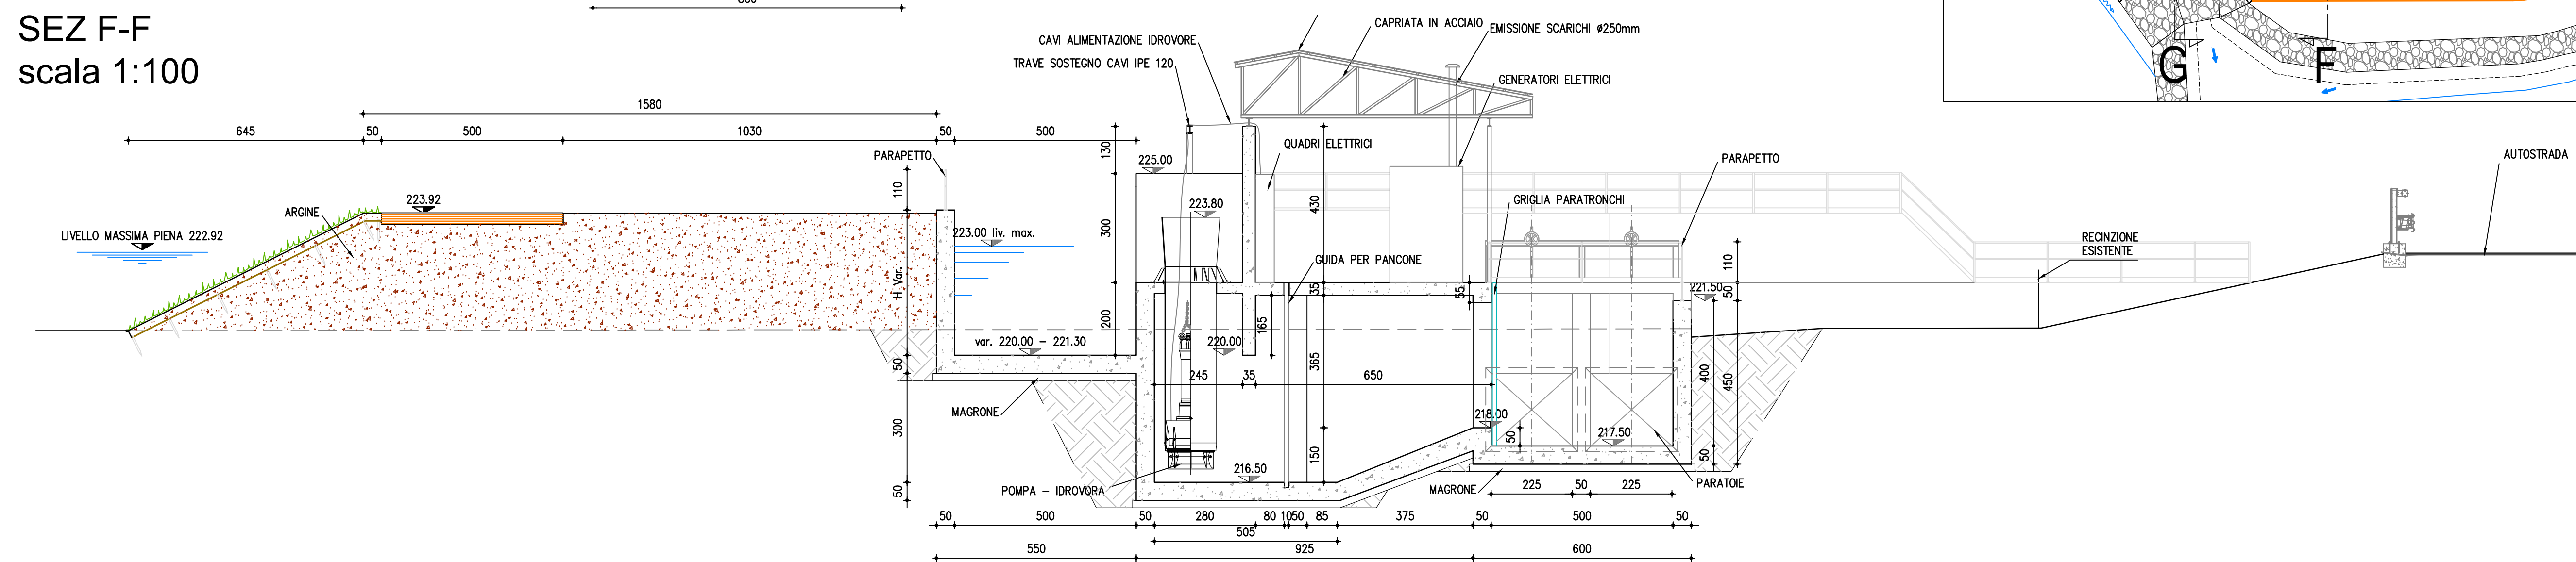 850
SEZ F-F
scala 1:100
CAPRIATA IN ACCIAIO
EMISSIONE SCARICHI ø250mm
CAVI ALIMENTAZIONE IDROVORE
TRAVE SOSTEGNO CAVI IPE 120
GENERATORI ELETTRICI
G
F
1580
645
50
500
1030
50
500
130
PARAPETTO
225.00
QUADRI ELETTRICI
PARAPETTO
AUTOSTRADA
110
223.92
ARGINE
223.80
430
GRIGLIA PARATRONCHI
LIVELLO MASSIMA PIENA 222.92
223.00 liv. max.
300
RECINZIONE
ESISTENTE
GUIDA PER PANCONE
110
H Var.
35
55
50
221.50
200
165
var. 220.00 - 221.30
220.00
50
365
245
35
650
400
450
MAGRONE
218.00
300
50
217.50
150
50
216.50
POMPA - IDROVORA
50
MAGRONE
225
50
225
PARATOIE
50
500
50
280
80
10
50
85
375
50
500
50
505
550
925
600